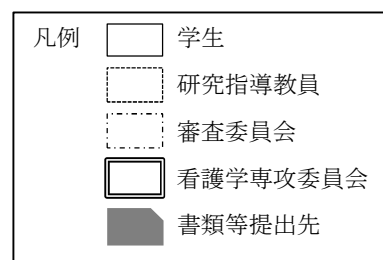 凡例 学生
研究指導教員
審査委員会
看護学専攻委員会
書類等提出先